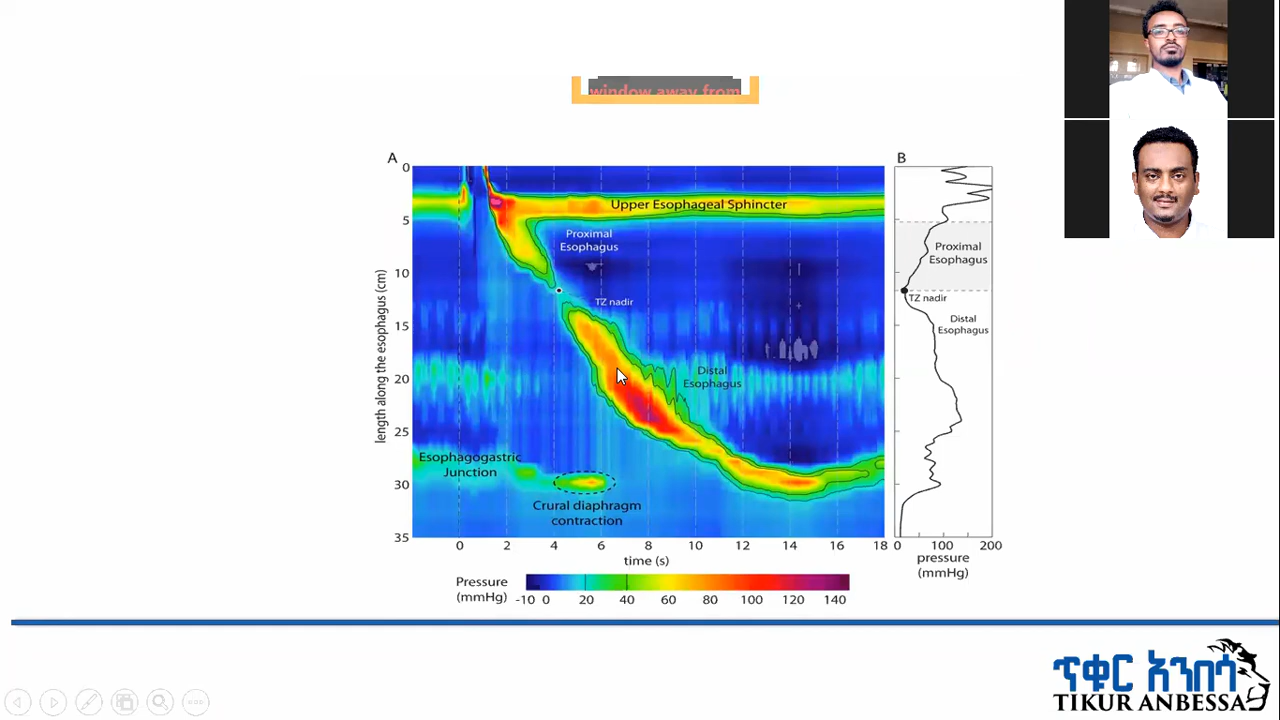 window away from
A
B
0
5
10
15
20
25
30
35
length along the esophagus (cm)
Upper Esophageal Sphincter
Proximal
Esophagus
TZ nadir
Distal
Esophagus
Esophagogastric
Junction
Crural diaphragm
contraction
0 2 4 6 8 10 12 14 16 18
time (s)
Proximal
Esophagus
TZ nadir
Distal
Esophagus
0 100 200
pressure
(mmHg)
Pressure
(mmHg)
-10 0 20 40 60 80 100 120 140
ጥቁር አንበሳ
TIKUR ANBESSA